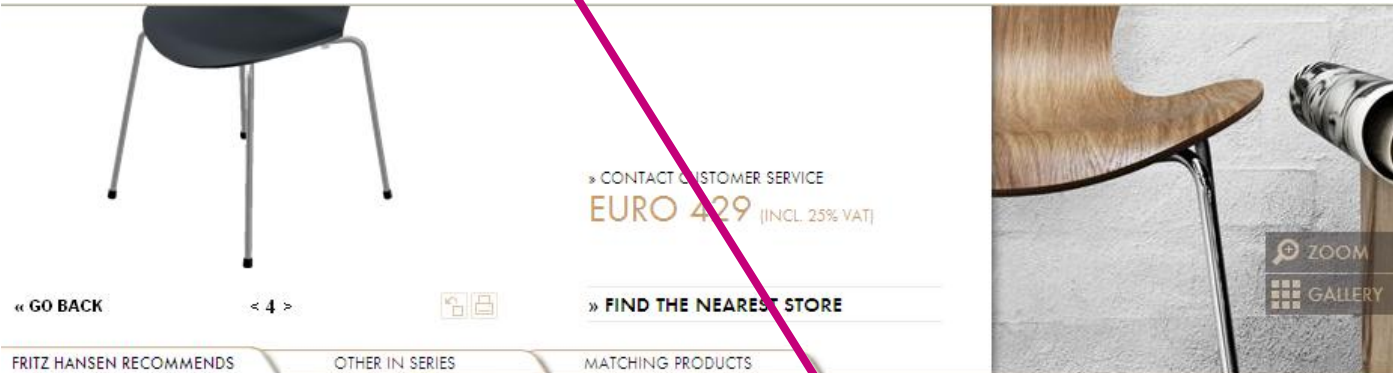 » CONTACT CUSTOMER SERVICE
EURO 429 (INCL. 25% VAT)
ZOOM
GALLERY
« GO BACK
< 4 >
» FIND THE NEAREST STORE
FRITZ HANSEN RECOMMENDS
OTHER IN SERIES
MATCHING PRODUCTS